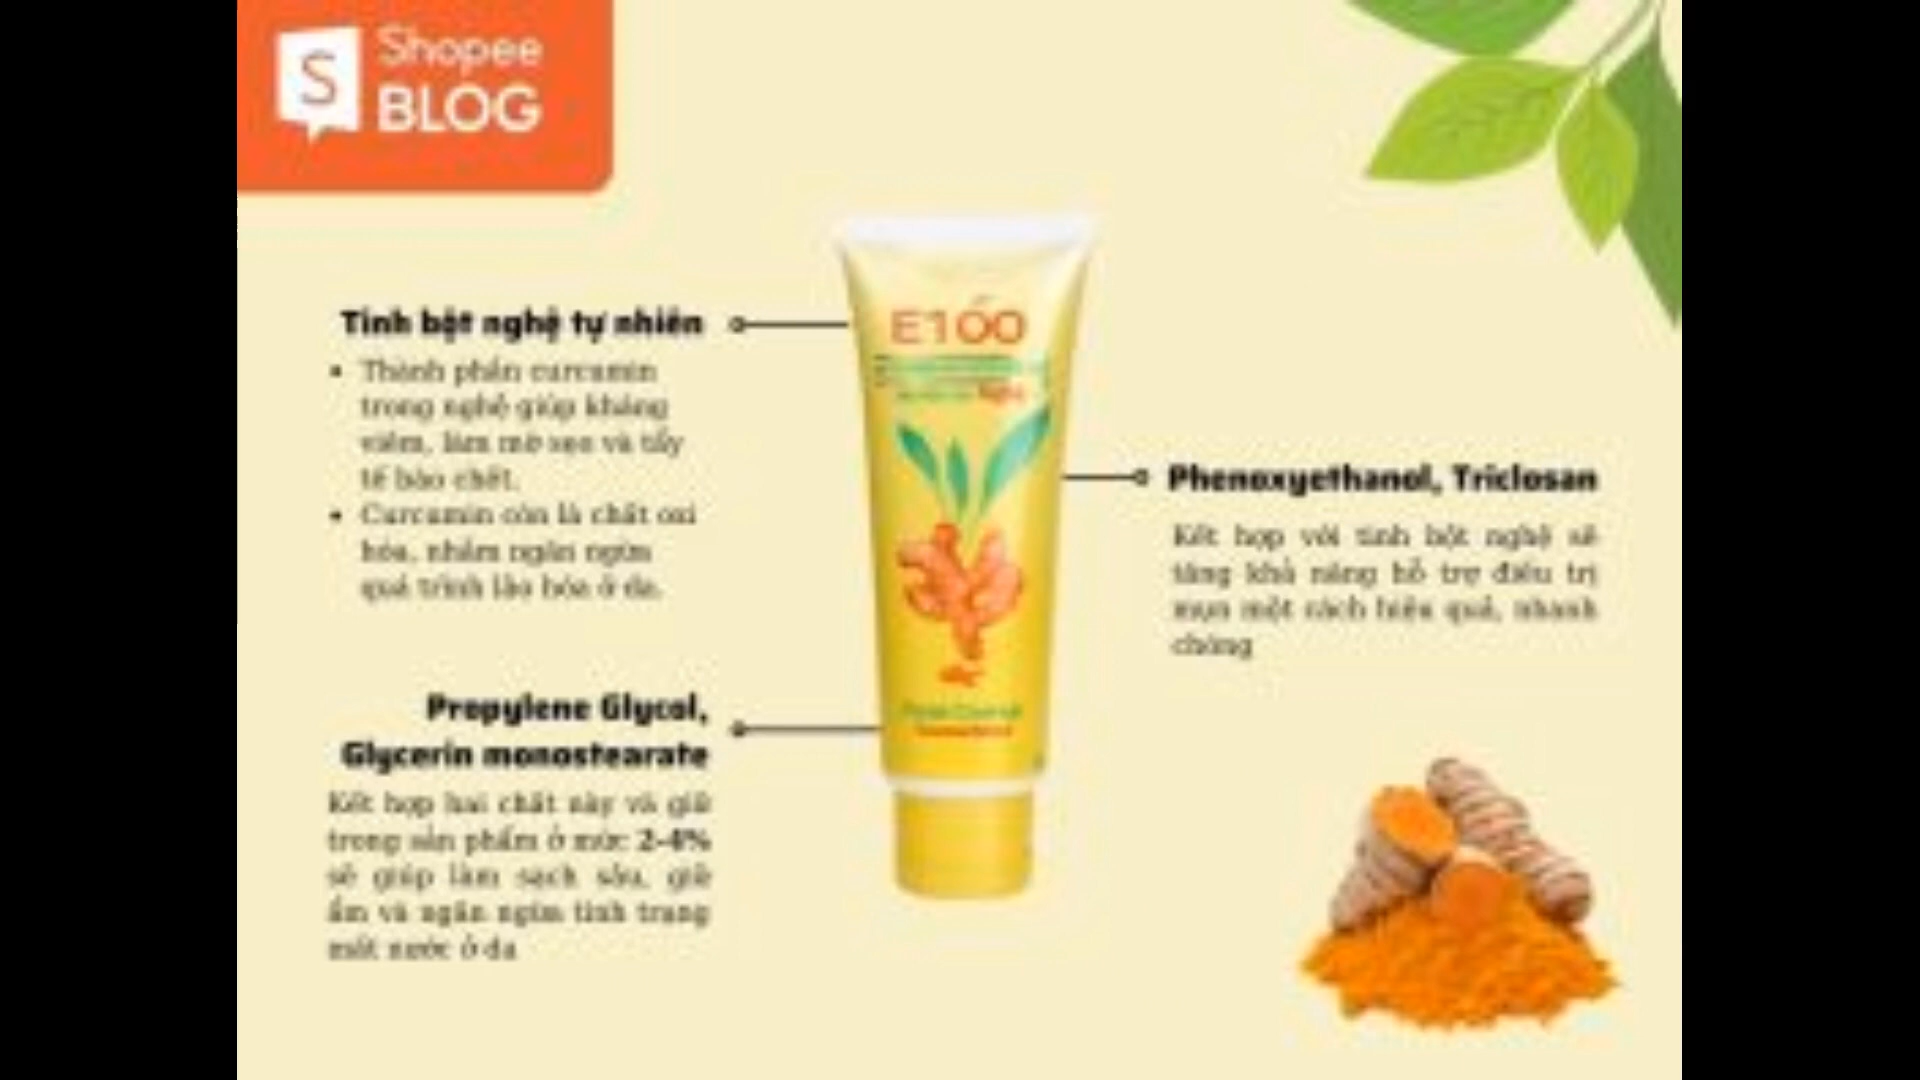 Shopee
BLOG
Tinh bột nghệ tự nhiên
• Thành phần curcumin
trong nghệ giúp kháng
viêm, làm mờ sẹo và tẩy
tế bào chết.
• Curcumin còn là chất oxi
hóa, nhằm ngăn ngừa
quá trình lão hóa ở da.
Propylene Glycol,
Glycerin monostearate
Kết hợp hai chất này và giữ
trong sản phẩm ở mức 2-4%
sẽ giúp làm sạch sâu, giữ
ẩm và ngăn ngừa tình trạng
mất nước ở da
E100
Nghệ
Phenoxyethanol, Triclosan
Kết hợp với tinh bột nghệ sẽ
tăng khả năng hỗ trợ điều trị
mụn một cách hiệu quả, nhanh
chóng